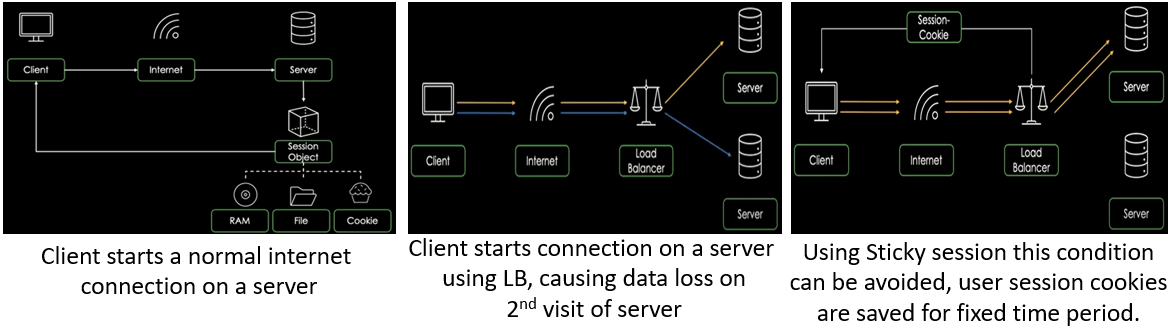 Client
Internet
Server
Session
Object
RAM
File
Cookie
Client starts a normal internet
connection on a server
Server
Client
Internet
Load
Balancer
Server
Client starts connection on a server
using LB, causing data loss on
2nd visit of server
Session-
Cookie
Server
Client
Internet
Load
Balancer
Server
Using Sticky session this condition
can be avoided, user session cookies
are saved for fixed time period.